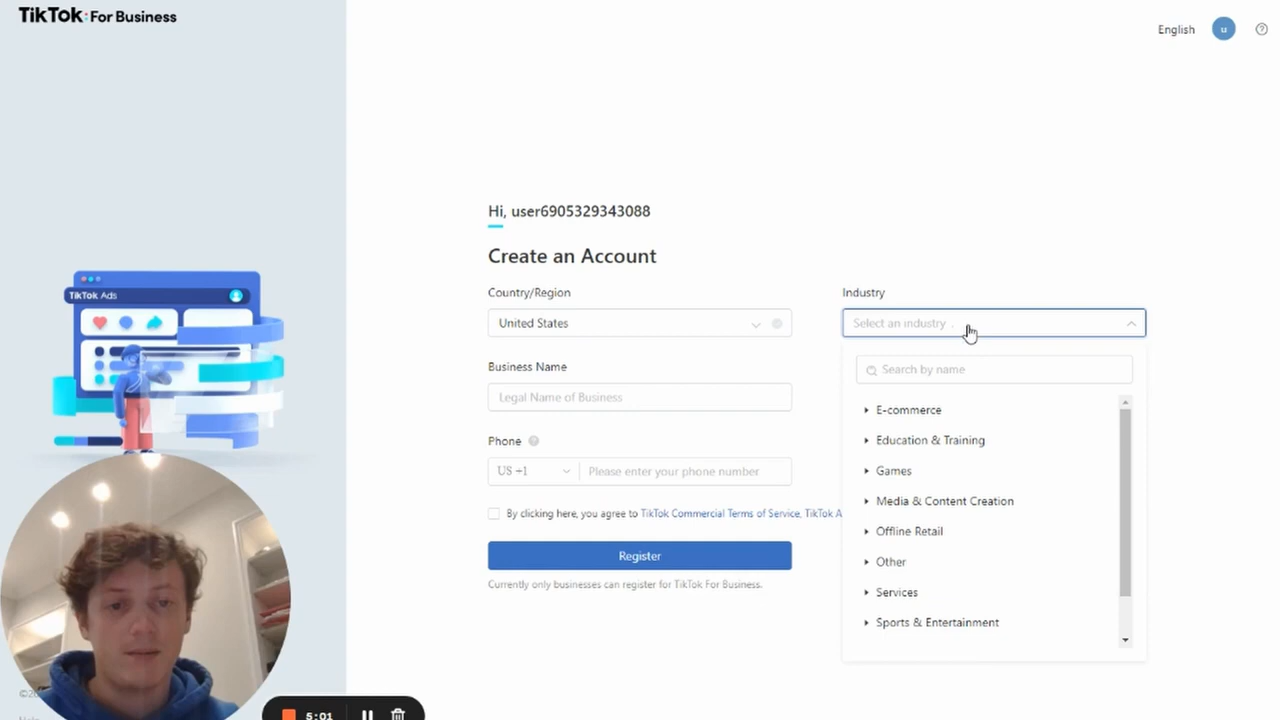 TikTok: For Business
English
u
Hi, user6905329343088
Create an Account
Country/Region
United States
Business Name
Legal Name of Business
Phone
US +1
Please enter your phone number
By clicking here, you agree to TikTok Commercial Terms of Service, TikTok A
Register
Currently only businesses can register for TikTok For Business.
Industry
Select an industry
Search by name
E-commerce
Education & Training
Games
Media & Content Creation
Offline Retail
Other
Services
Sports & Entertainment
TikTok Ads
5:01